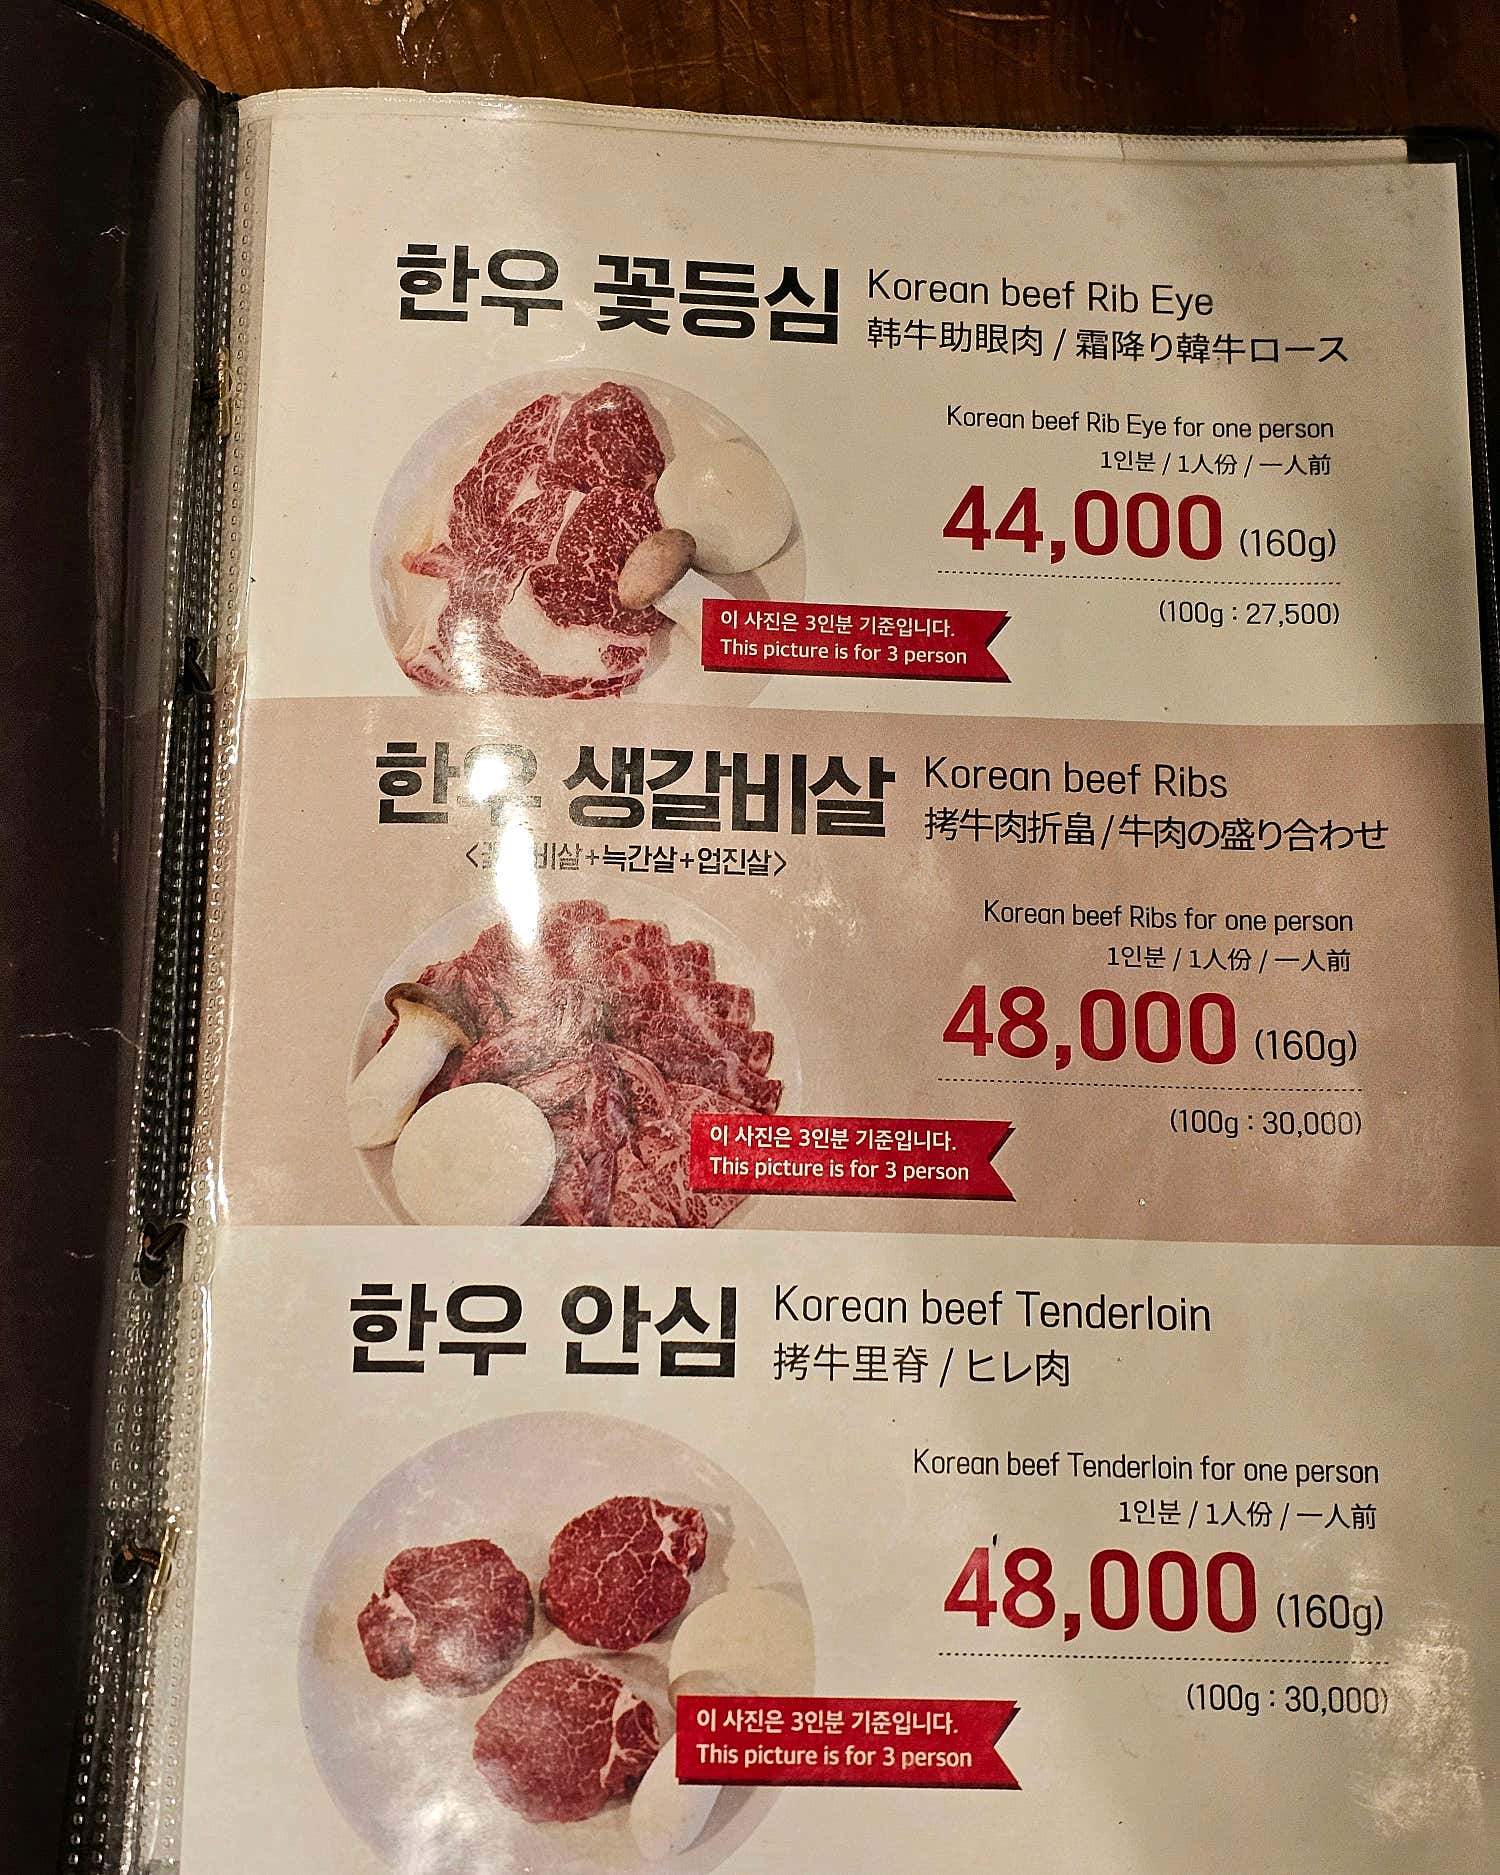 한우 꽃등심
Korean beef Rib Eye
韩牛助眼肉 / 霜降り韓牛ロース
Korean beef Rib Eye for one person
1인분 / 1人份 / 一人前
44,000 (160g)
(100g : 27,500)
이 사진은 3인분 기준입니다.
This picture is for 3 person
한우 생갈비살
Korean beef Ribs
拷牛肉折畠 / 牛肉の盛り合わせ
<비살+늑간살+업진살>
Korean beef Ribs for one person
1인분 / 1人份 / 一人前
48,000 (160g)
(100g : 30,000)
이 사진은 3인분 기준입니다.
This picture is for 3 person
한우 안심
Korean beef Tenderloin
拷牛里脊 / ヒレ肉
Korean beef Tenderloin for one person
1인분 / 1人份 / 一人前
48,000 (160g)
(100g : 30,000)
이 사진은 3인분 기준입니다.
This picture is for 3 person